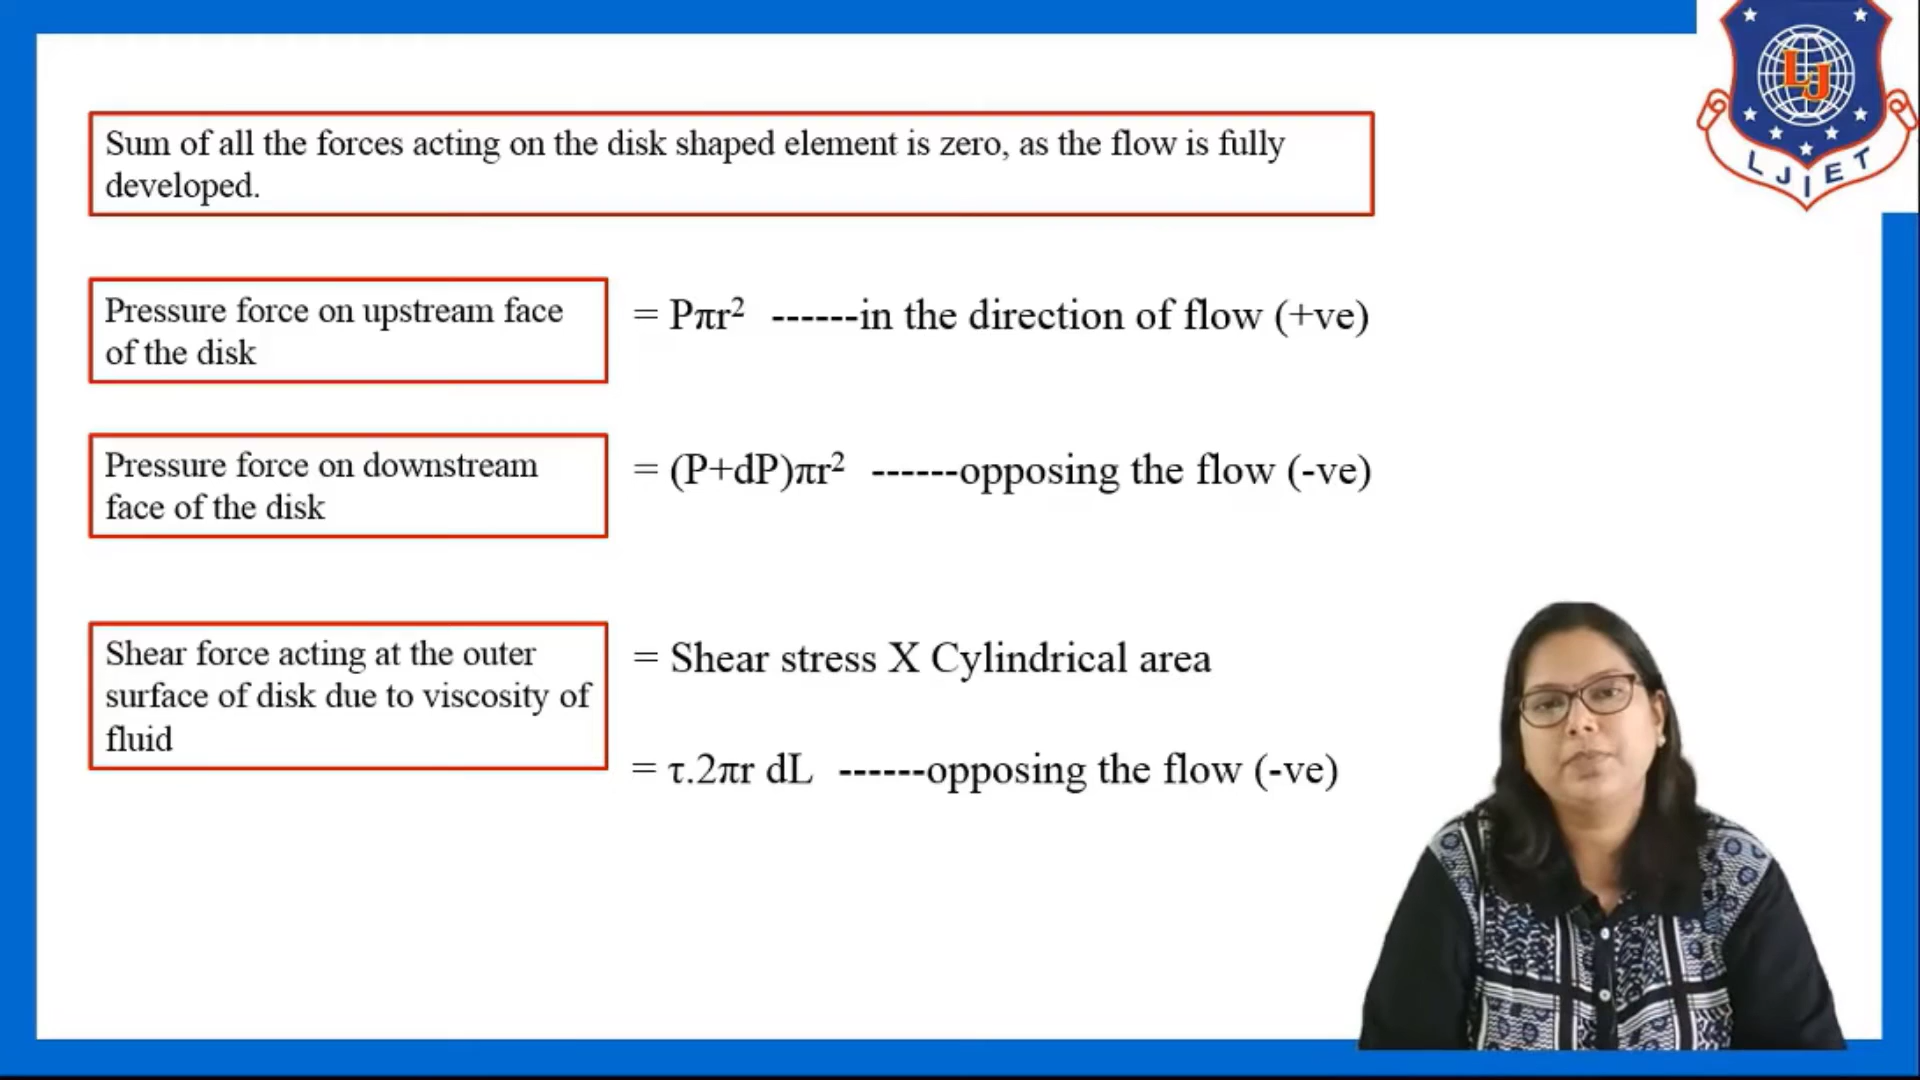 LJ
LJIET
Sum of all the forces acting on the disk shaped element is zero, as the flow is fully
developed.
Pressure force on upstream face
of the disk
= Pπr² ------in the direction of flow (+ve)
Pressure force on downstream
face of the disk
= (P+dP)πr² ------opposing the flow (-ve)
Shear force acting at the outer
surface of disk due to viscosity of
fluid
= Shear stress X Cylindrical area
= τ.2πr dL ------opposing the flow (-ve)